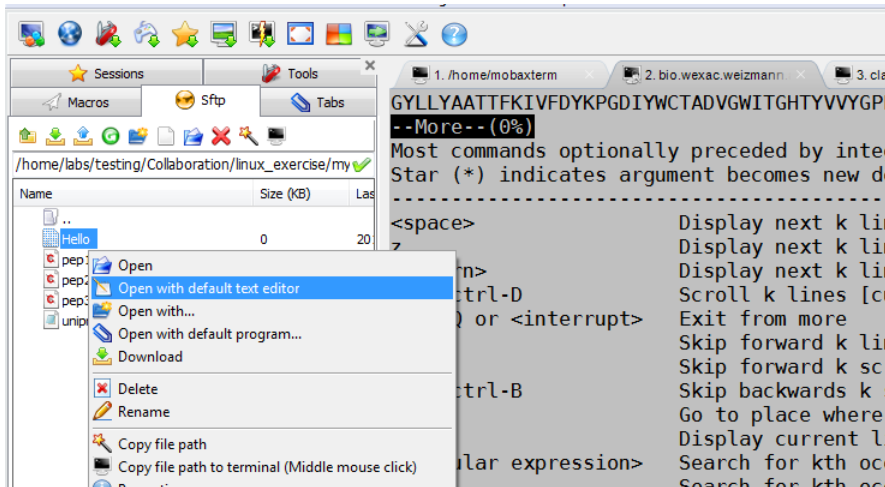 Sessions
Tools
Macros
Sftp
Tabs
/home/labs/testing/Collaboration/linux_exercise/my
Name Size (KB) Las
..
Hello 0 20
Open
Open with default text editor
Open with...
Open with default program...
Download
Delete
Rename
Copy file path
Copy file path to terminal (Middle mouse click)
1. /home/mobaxterm
2. bio.wexac.weizmann.
3. cla
GYLLYAATTFKIVFDYKPGDIYWCTADVGWITGHTYVVYGP
--More--(0%)
Most commands optionally preceded by inte
Star (*) indicates argument becomes new d
<space> Display next k li
z Display next k li
rn> Display next k li
ctrl-D Scroll k lines [c
or <interrupt> Exit from more
Skip forward k li
Skip forward k sc
ctrl-B Skip backwards k
Go to place where
Display current l
ular expression> Search for kth oc
Search for kth oc